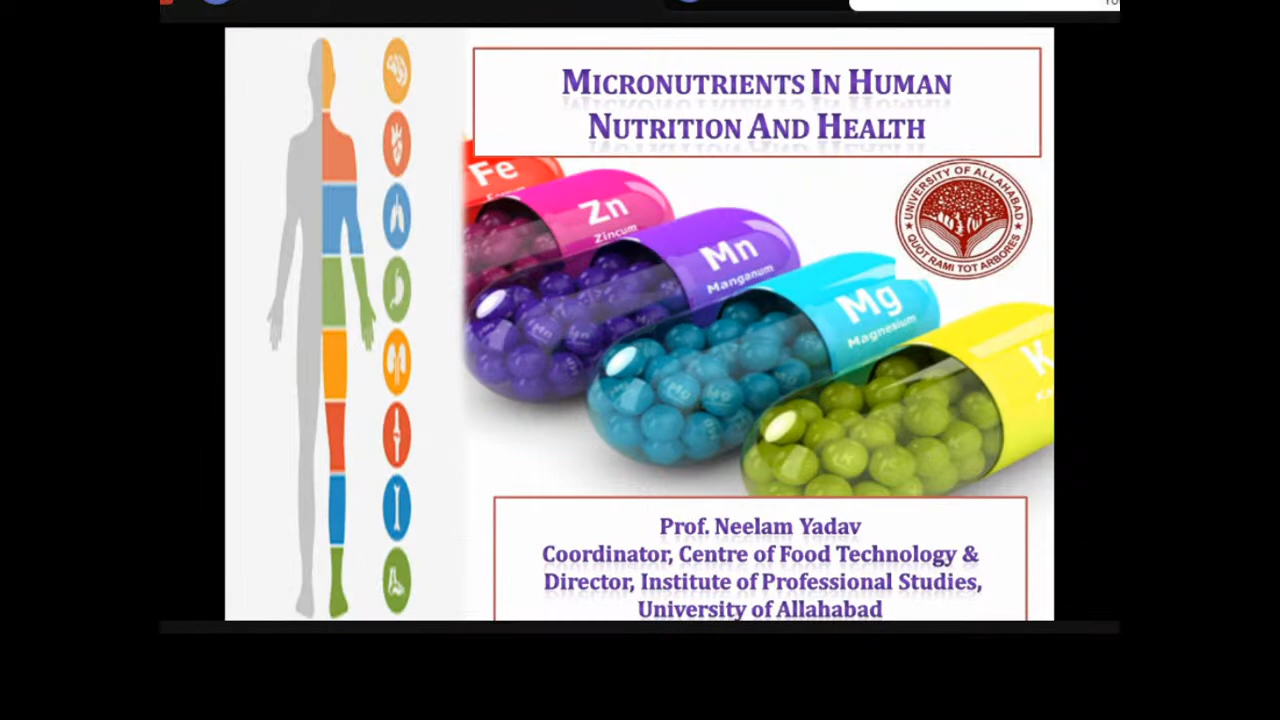 MICRONUTRIENTS IN HUMAN
NUTRITION AND HEALTH
Fe
Zn
Zincum
Mn
Manganum
Mg
Magnesium
K
UNIVERSITY OF ALLAHABAD
QUOT RAMI TOT ARBORES
Prof. Neelam Yadav
Coordinator, Centre of Food Technology &
Director, Institute of Professional Studies,
University of Allahabad